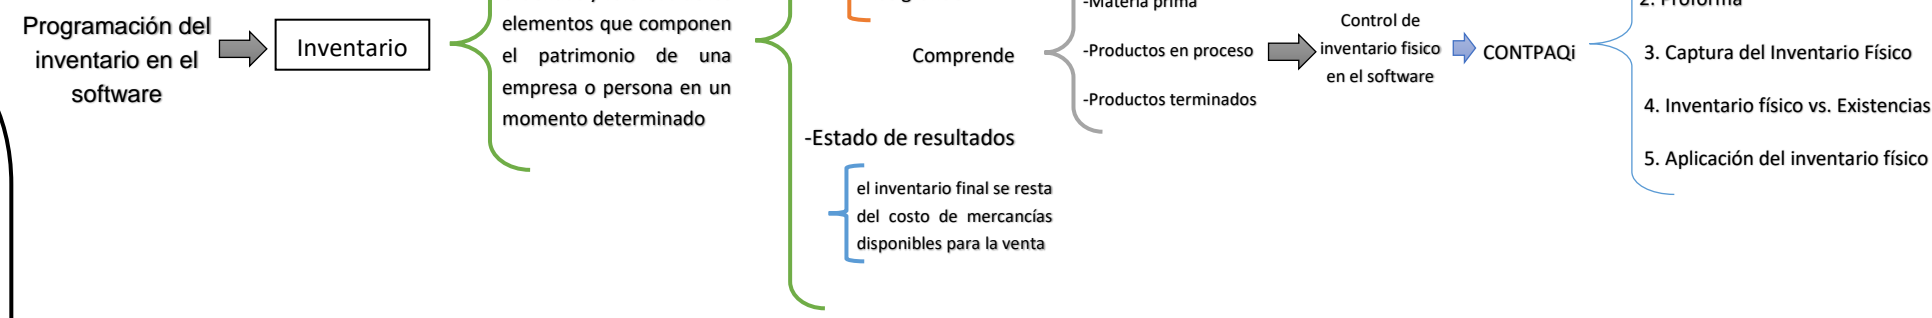 Programación del
inventario en el
software
Inventario
elementos que componen
el patrimonio de una
empresa o persona en un
momento determinado
-Estado de resultados
el inventario final se resta
del costo de mercancías
disponibles para la venta
Comprende
-Materia prima
-Productos en proceso
-Productos terminados
Control de
inventario fisico
en el software
CONTPAQi
2. Proforma
3. Captura del Inventario Físico
4. Inventario físico vs. Existencias
5. Aplicación del inventario físico